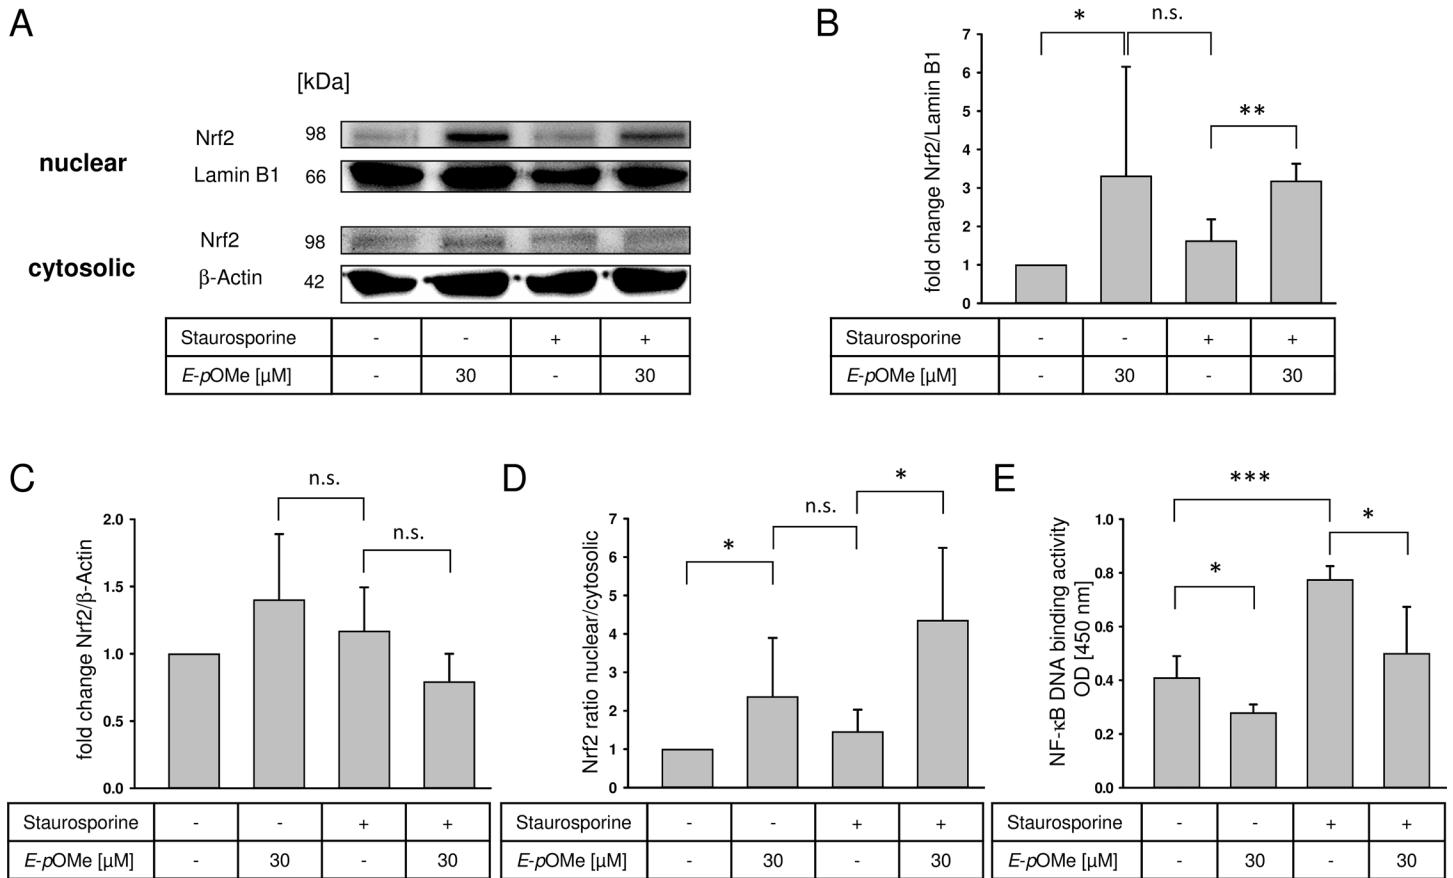 A
[kDa]
nuclear
Nrf2 98
Lamin B1 66
cytosolic
Nrf2 98
β-Actin 42
Staurosporine - - + +
E-pOMe [µM] - 30 - 30
B
fold change Nrf2/Lamin B1
7
6
5
4
3
2
1
0
* n.s.
**
Staurosporine - - + +
E-pOMe [µM] - 30 - 30
C
fold change Nrf2/β-Actin
2.0
1.5
1.0
0.5
0.0
n.s.
n.s.
Staurosporine - - + +
E-pOMe [µM] - 30 - 30
D
Nrf2 ratio nuclear/cytosolic
7
6
5
4
3
2
1
0
*
n.s.
*
Staurosporine - - + +
E-pOMe [µM] - 30 - 30
E
NF-κB DNA binding activity
OD [450 nm]
1.0
0.8
0.6
0.4
0.2
0.0
***
*
*
Staurosporine - - + +
E-pOMe [µM] - 30 - 30